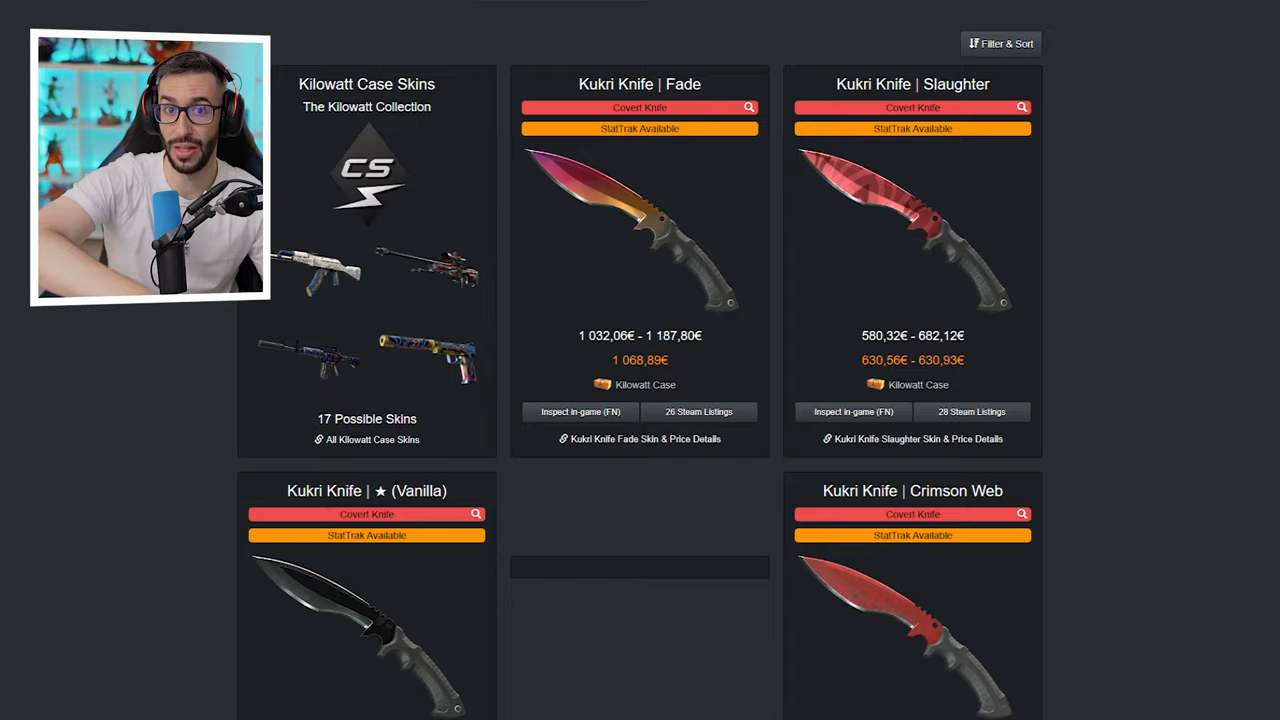 Filter & Sort
Kilowatt Case Skins
The Kilowatt Collection
CS
17 Possible Skins
All Kilowatt Case Skins
Kukri Knife | Fade
Covert Knife
StatTrak Available
1 032,06€ - 1 187,80€
1 068,89€
Kilowatt Case
Inspect in-game (FN)
26 Steam Listings
Kukri Knife Fade Skin & Price Details
Kukri Knife | Slaughter
Covert Knife
StatTrak Available
580,32€ - 682,12€
630,56€ - 630,93€
Kilowatt Case
Inspect in-game (FN)
28 Steam Listings
Kukri Knife Slaughter Skin & Price Details
Kukri Knife | ★ (Vanilla)
Covert Knife
StatTrak Available
Kukri Knife | Crimson Web
Covert Knife
StatTrak Available